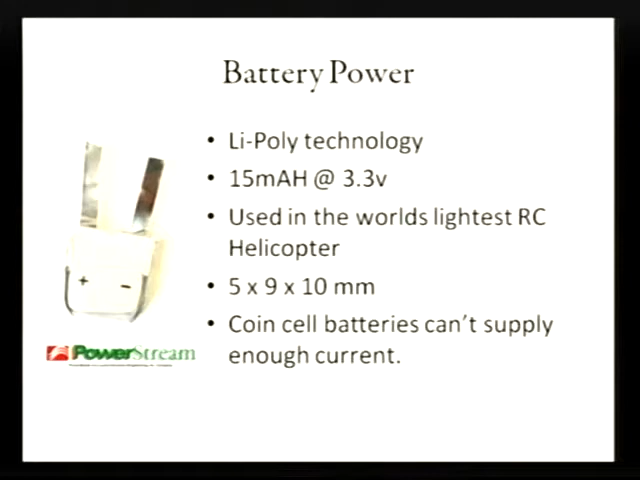 Battery Power
• Li-Poly technology
• 15mAH @ 3.3v
• Used in the worlds lightest RC
Helicopter
• 5 x 9 x 10 mm
• Coin cell batteries can't supply
enough current.
+ -
PowerStream